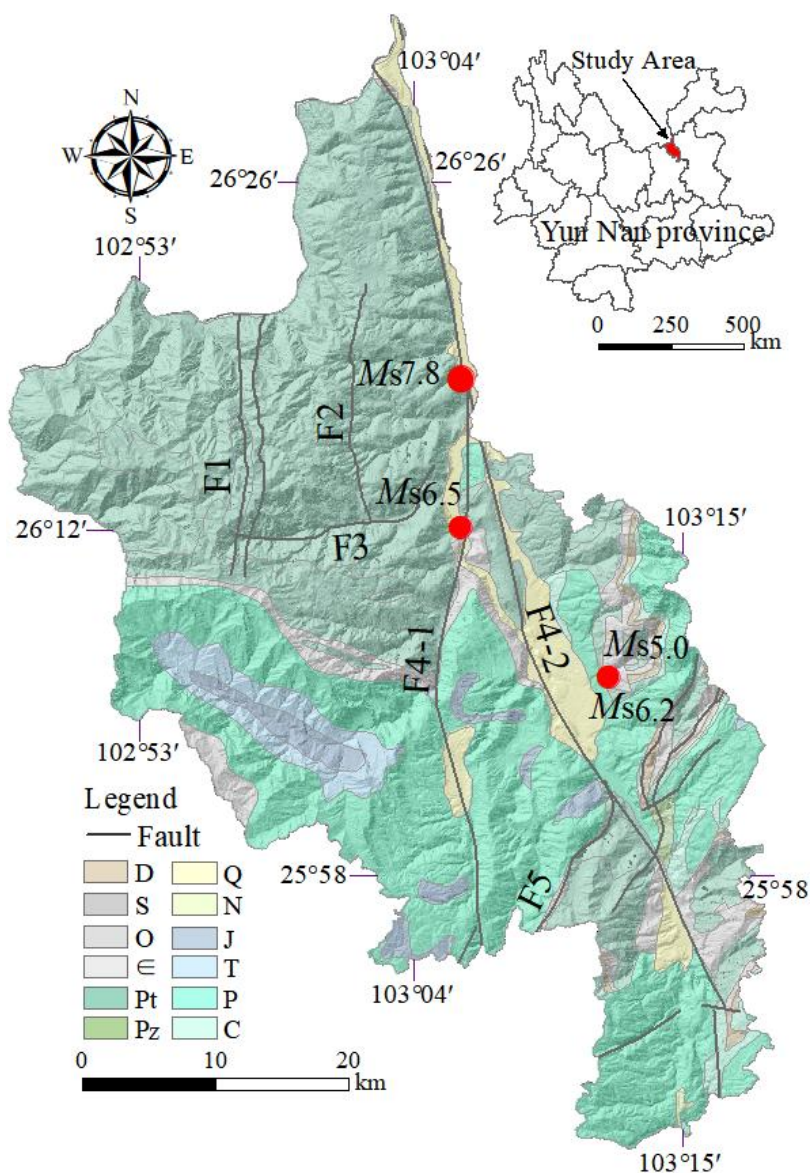 103°04′
Study Area
N
W
E
S
26°26′
26°26′
102°53′
Yun Nan province
0
250
500
km
Ms7.8
F2
F1
Ms6.5
26°12′
103°15′
F3
F4-1
F4-2
Ms5.0
Ms6.2
102°53′
Legend
Fault
D
Q
S
N
O
J
∈
T
Pt
P
Pz
C
25°58′
F5
25°58′
103°04′
0
10
20
km
103°15′